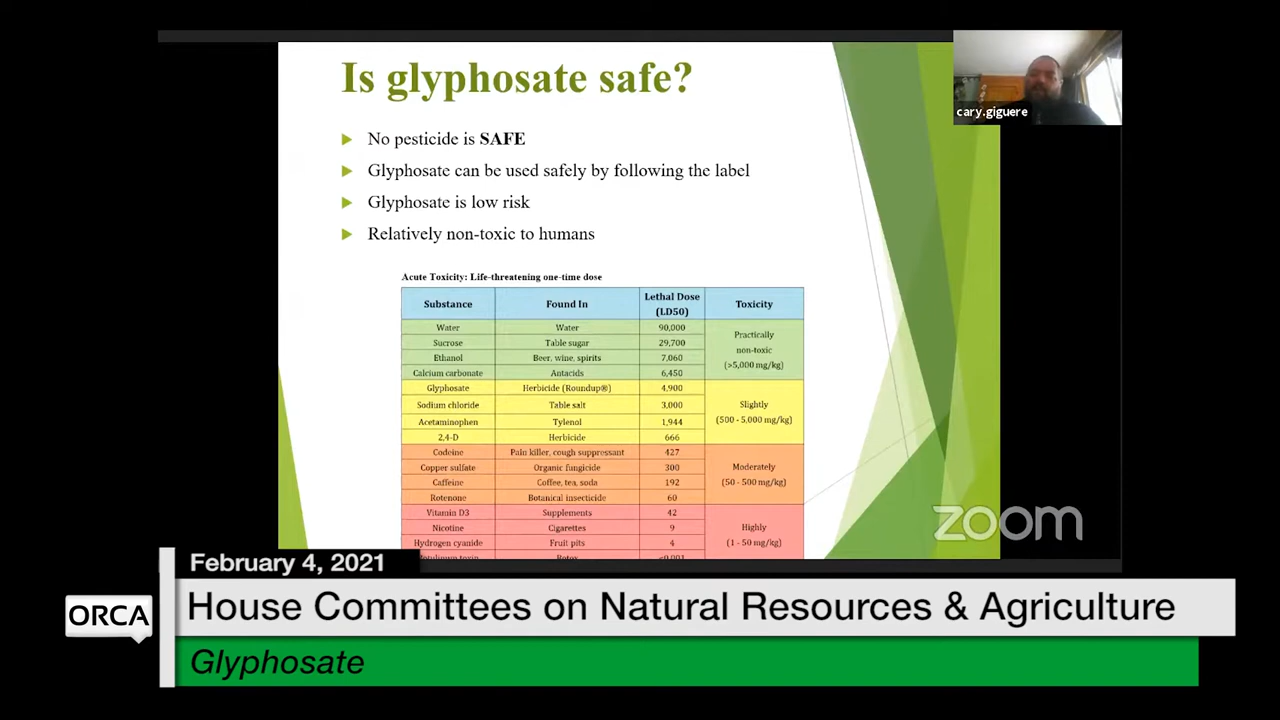 Is glyphosate safe?
cary.giguere
No pesticide is SAFE
Glyphosate can be used safely by following the label
Glyphosate is low risk
Relatively non-toxic to humans
Acute Toxicity: Life-threatening one-time dose
Substance Found In Lethal Dose (LD50) Toxicity
Water Water 90,000
Sucrose Table sugar 29,700
Ethanol Beer, wine, spirits 7,060
Calcium carbonate Antacids 6,450
Practically
non-toxic
(>5,000 mg/kg)
Glyphosate Herbicide (Roundup®) 4,900
Sodium chloride Table salt 3,000
Acetaminophen Tylenol 1,944
2,4-D Herbicide 666
Slightly
(500 - 5,000 mg/kg)
Codeine Pain killer, cough suppressant 427
Copper sulfate Organic fungicide 300
Caffeine Coffee, tea, soda 192
Rotenone Botanical insecticide 60
Moderately
(50 - 500 mg/kg)
Vitamin D3 Supplements 42
Nicotine Cigarettes 9
Hydrogen cyanide Fruit pits 4
Highly
(1 - 50 mg/kg)
zoom
February 4, 2021
ORCA
House Committees on Natural Resources & Agriculture
Glyphosate